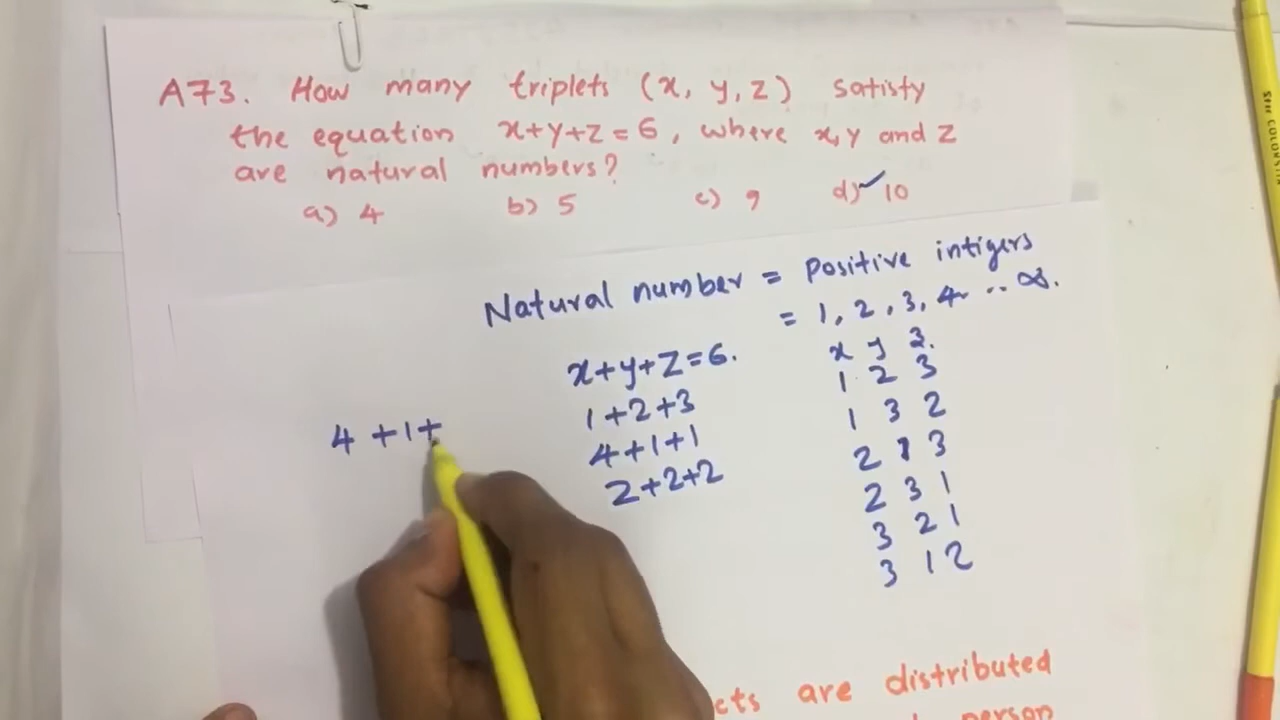 A73. How many triplets (x, y, z) satisty
the equation x+y+z=6, where x,y and z
are natural numbers?
a) 4 b) 5 c) 9 d) ✓10
Natural number = positive intigers
= 1, 2, 3, 4 .. ∞.
x+y+z=6.
1+2+3
4+1+1
2+2+2
4 +1+
x y z.
1 2 3
1 3 2
2 1 3
2 3 1
3 2 1
3 1 2
are distributed
person